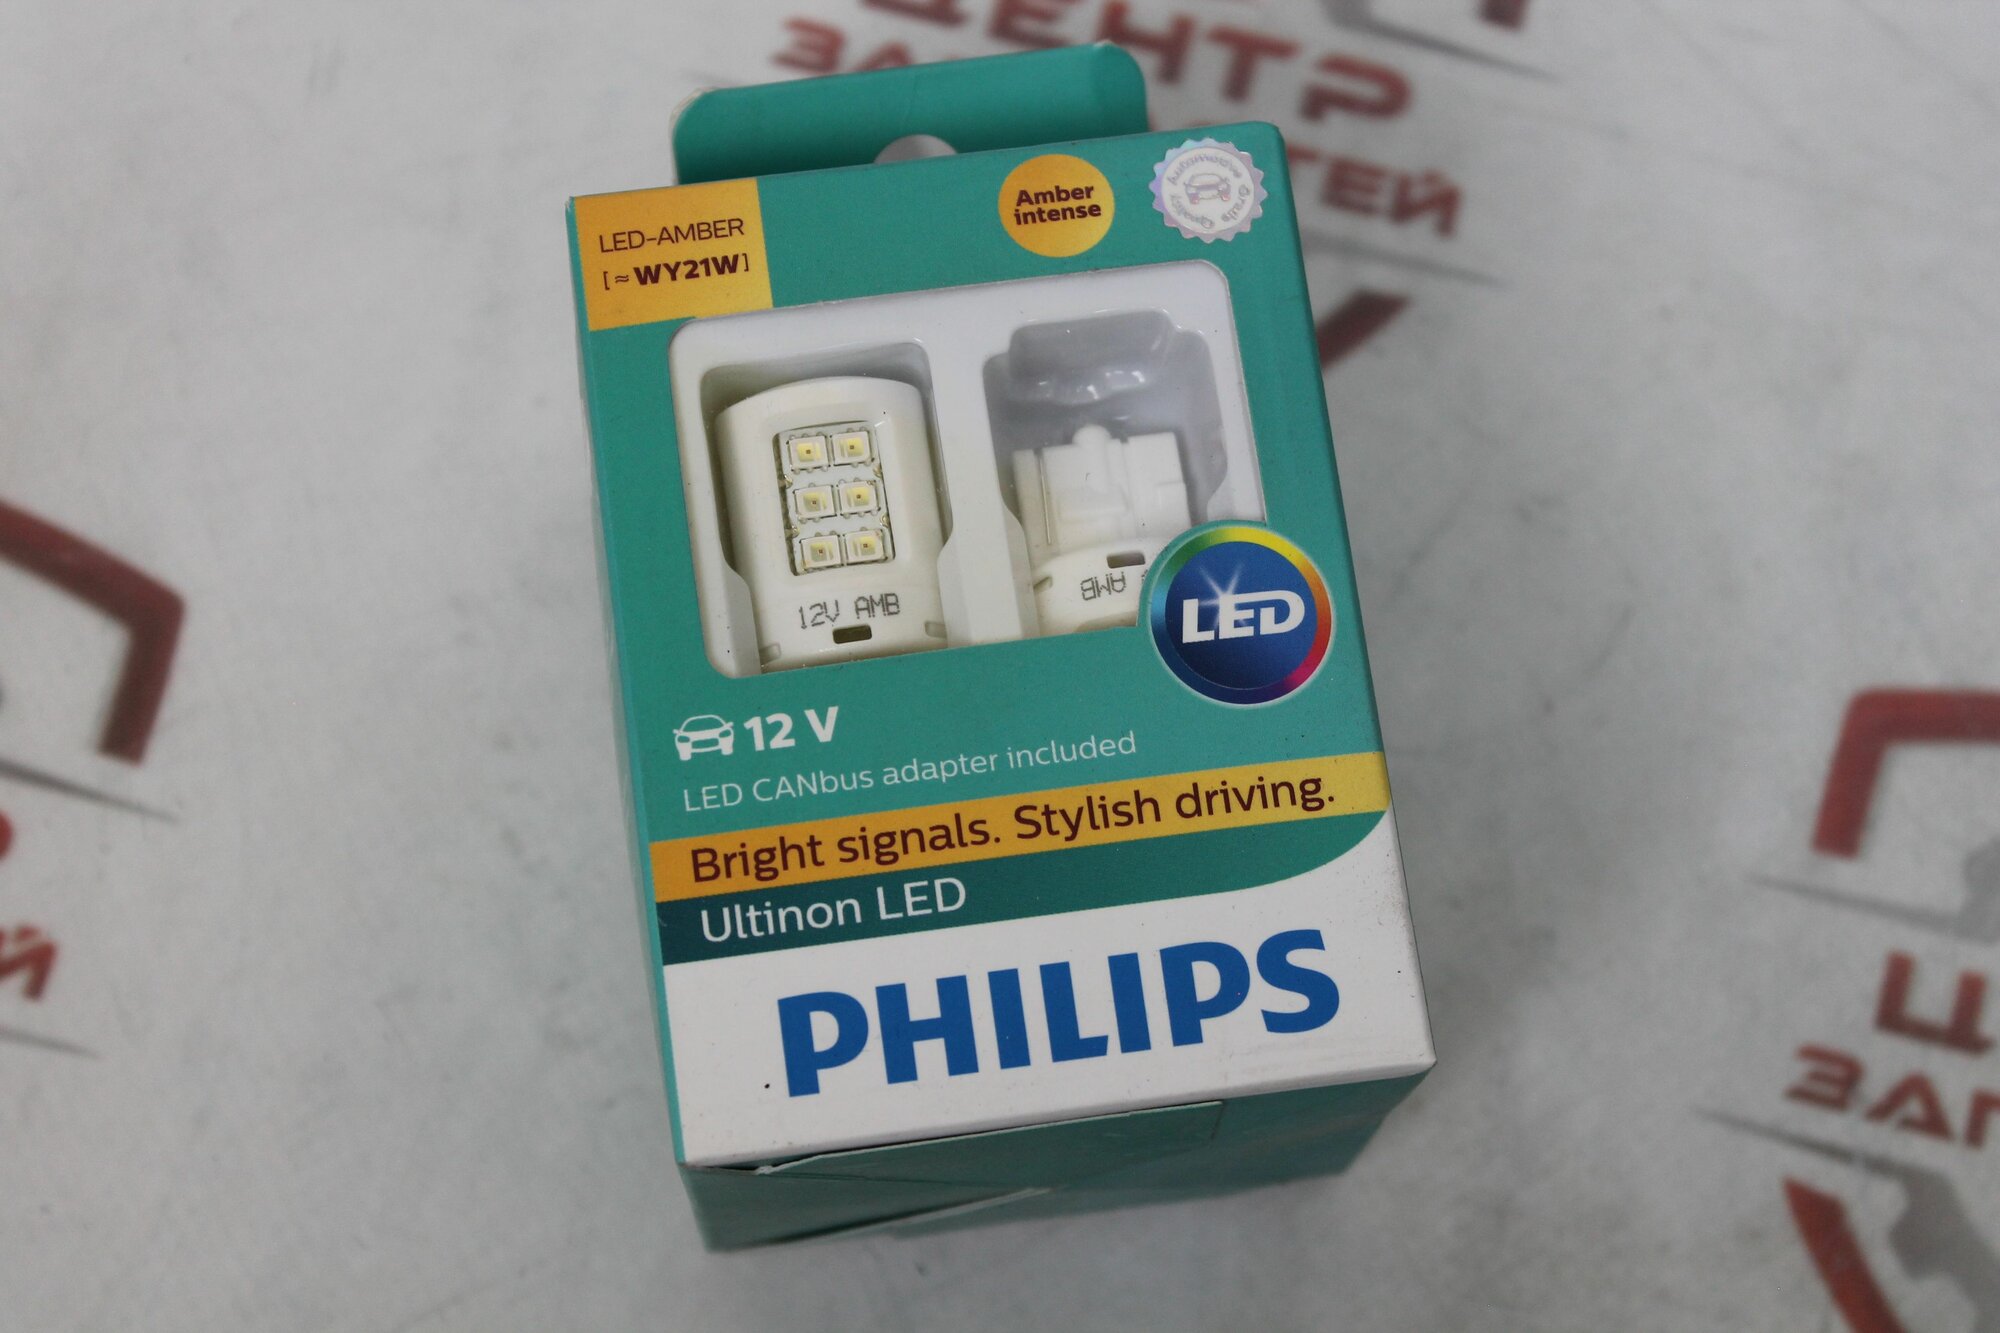 ЦЕНТР
LED-AMBER
[≈WY21W]
Amber
intense
12V AMB
AMB
LED
12 V
LED CANbus adapter included
Bright signals. Stylish driving.
Ultinon LED
PHILIPS